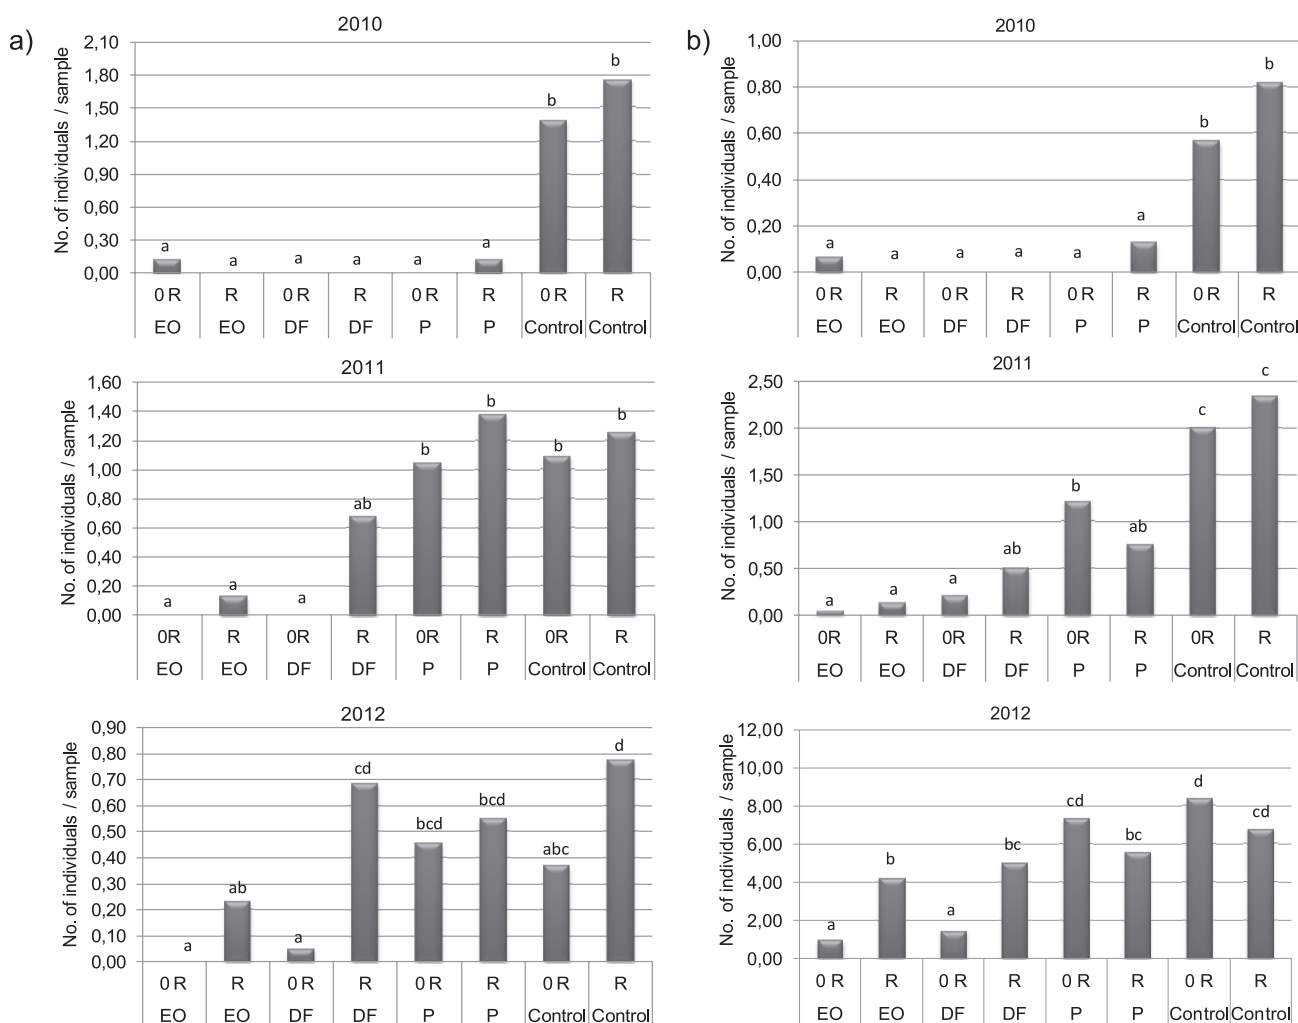 a)
2010
No. of individuals / sample
2,10
1,80
1,50
1,20
0,90
0,60
0,30
0,00
a a a a a a b b
0 R R 0 R R 0 R R 0 R R
EO EO DF DF P P Control Control
2011
No. of individuals / sample
1,60
1,40
1,20
1,00
0,80
0,60
0,40
0,20
0,00
a a a ab b b b b
0R R 0R R 0R R 0R R
EO EO DF DF P P Control Control
2012
No. of individuals / sample
0,90
0,80
0,70
0,60
0,50
0,40
0,30
0,20
0,10
0,00
a ab a cd bcd bcd abc d
0 R R 0 R R 0 R R 0 R R
EO EO DF DF P P Control Control
b)
2010
No. of individuals / sample
1,00
0,80
0,60
0,40
0,20
0,00
a a a a a a b b
0 R R 0 R R 0 R R 0 R R
EO EO DF DF P P Control Control
2011
No. of individuals / sample
2,50
2,00
1,50
1,00
0,50
0,00
a a a ab b ab c c
0R R 0R R 0R R 0R R
EO EO DF DF P P Control Control
2012
No. of individuals / sample
12,00
10,00
8,00
6,00
4,00
2,00
0,00
a b a bc cd bc d cd
0 R R 0 R R 0 R R 0 R R
EO EO DF DF P P Control Control